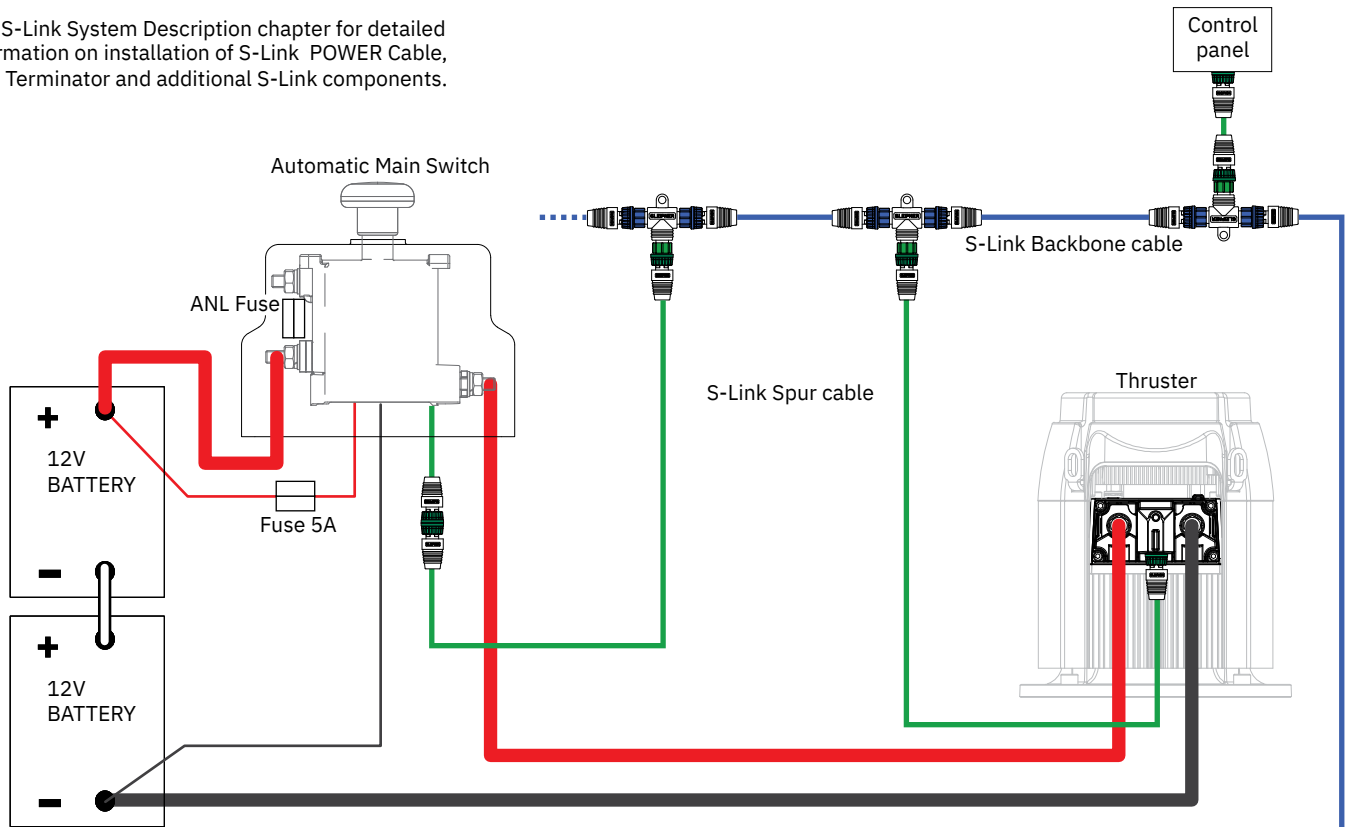 S-Link System Description chapter for detailed
rmation on installation of S-Link POWER Cable,
Terminator and additional S-Link components.
Control
panel
Automatic Main Switch
S-Link Backbone cable
ANL Fuse
S-Link Spur cable
Thruster
+
12V
BATTERY
-
Fuse 5A
+
12V
BATTERY
-
SLEIPNER